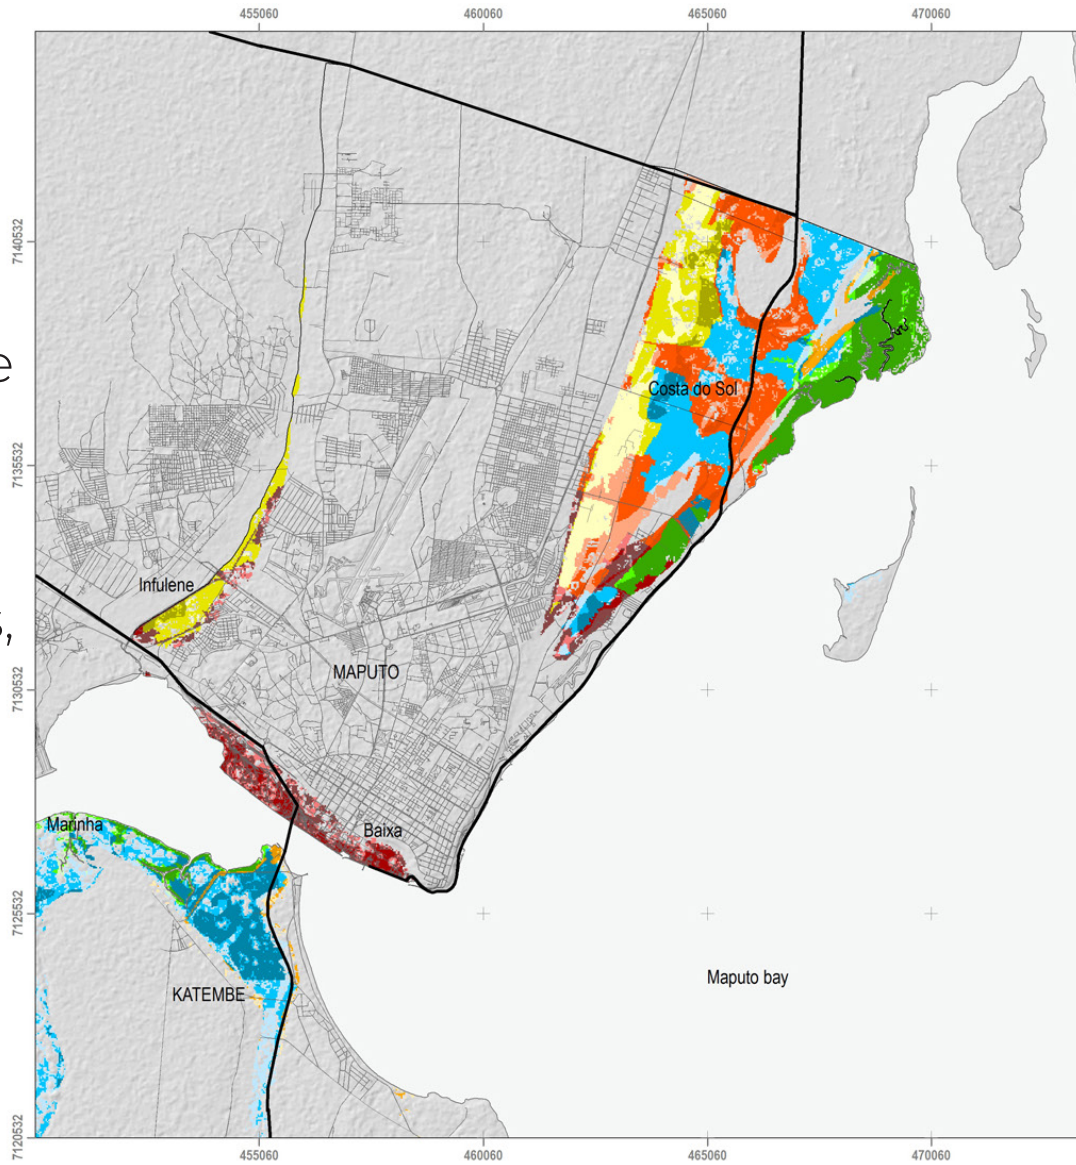 455060 460060 465060 470060
7140532
e
Costa do Sol
7135532
Infulene
s,
MAPUTO
7130532
Marinha
Baixa
7125532
Maputo bay
KATEMBE
7120532
455060 460060 465060 470060